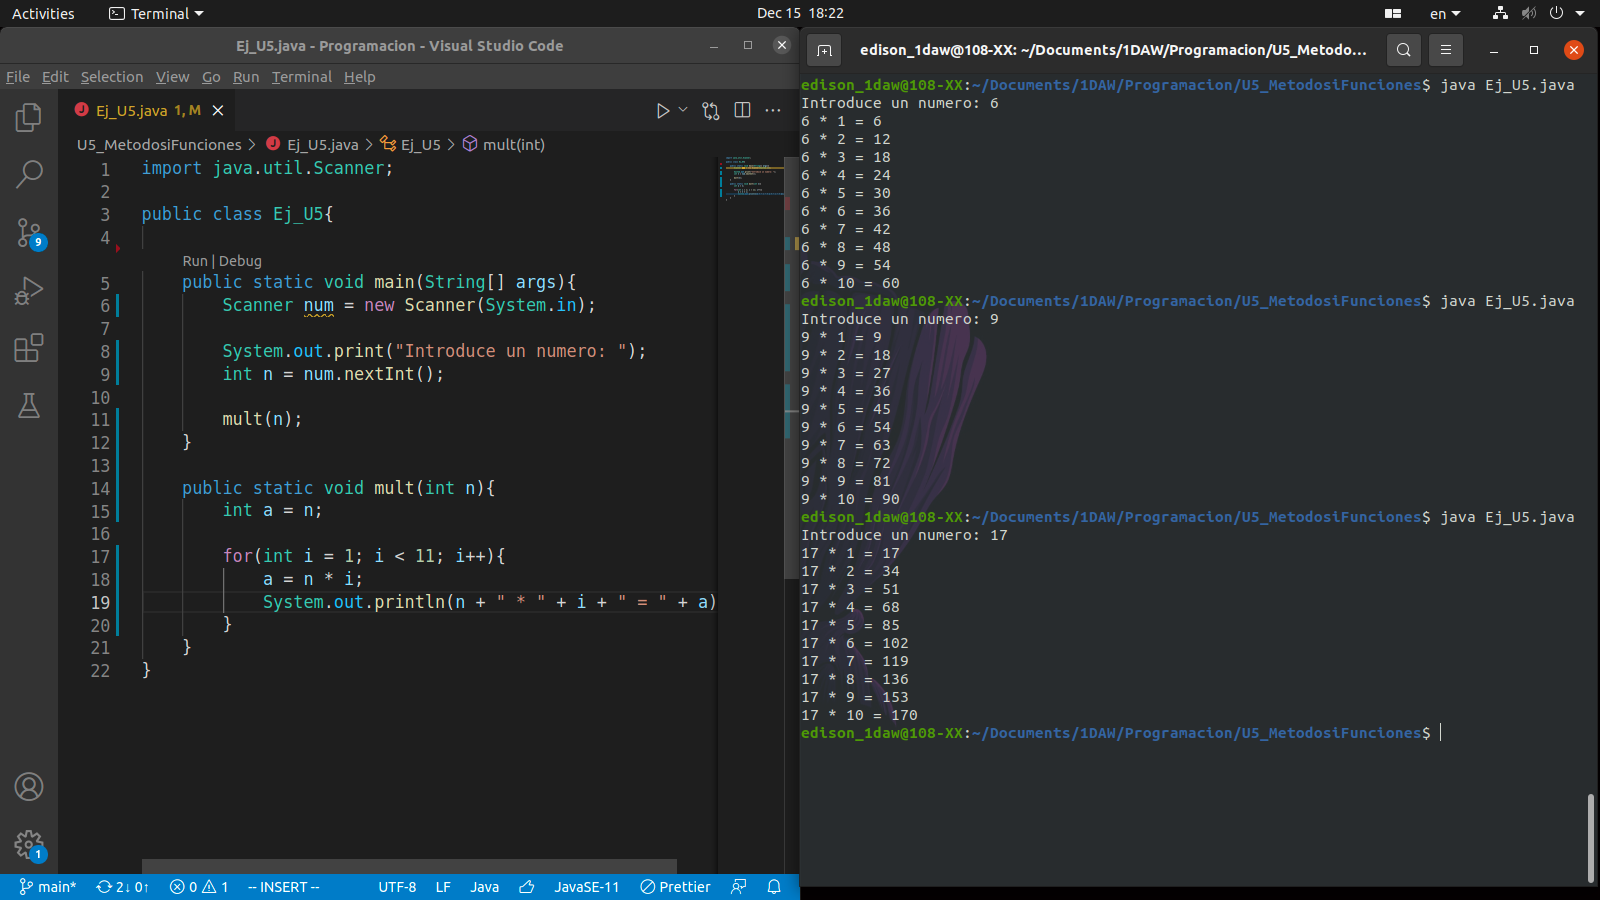 Activities Terminal Dec 15 18:22 en
Ej_U5.java - Programacion - Visual Studio Code
File Edit Selection View Go Run Terminal Help
Ej_U5.java 1, M
U5_MetodosiFunciones > Ej_U5.java > Ej_U5 > mult(int)
1 import java.util.Scanner;
2
3 public class Ej_U5{
4
Run | Debug
5 public static void main(String[] args){
6 Scanner num = new Scanner(System.in);
7
8 System.out.print("Introduce un numero: ");
9 int n = num.nextInt();
10
11 mult(n);
12 }
13
14 public static void mult(int n){
15 int a = n;
16
17 for(int i = 1; i < 11; i++){
18 a = n * i;
19 System.out.println(n + " * " + i + " = " + a)
20 }
21 }
22 }
9
1
main* 2↓ 0↑ 0 1 -- INSERT -- UTF-8 LF Java JavaSE-11 Prettier
edison_1daw@108-XX: ~/Documents/1DAW/Programacion/U5_Metodo...
edison_1daw@108-XX:~/Documents/1DAW/Programacion/U5_MetodosiFunciones$ java Ej_U5.java
Introduce un numero: 6
6 * 1 = 6
6 * 2 = 12
6 * 3 = 18
6 * 4 = 24
6 * 5 = 30
6 * 6 = 36
6 * 7 = 42
6 * 8 = 48
6 * 9 = 54
6 * 10 = 60
edison_1daw@108-XX:~/Documents/1DAW/Programacion/U5_MetodosiFunciones$ java Ej_U5.java
Introduce un numero: 9
9 * 1 = 9
9 * 2 = 18
9 * 3 = 27
9 * 4 = 36
9 * 5 = 45
9 * 6 = 54
9 * 7 = 63
9 * 8 = 72
9 * 9 = 81
9 * 10 = 90
edison_1daw@108-XX:~/Documents/1DAW/Programacion/U5_MetodosiFunciones$ java Ej_U5.java
Introduce un numero: 17
17 * 1 = 17
17 * 2 = 34
17 * 3 = 51
17 * 4 = 68
17 * 5 = 85
17 * 6 = 102
17 * 7 = 119
17 * 8 = 136
17 * 9 = 153
17 * 10 = 170
edison_1daw@108-XX:~/Documents/1DAW/Programacion/U5_MetodosiFunciones$